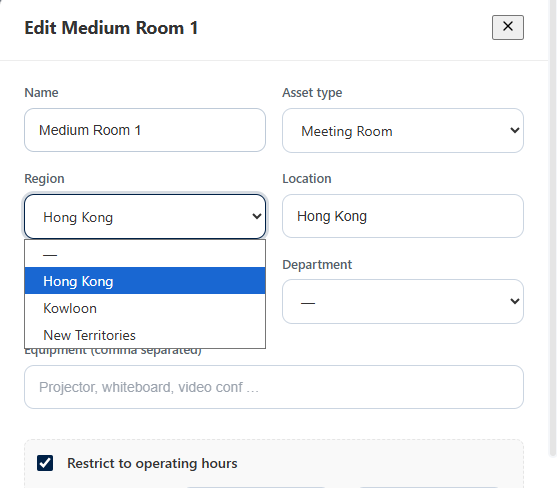 Edit Medium Room 1
✕
Name
Asset type
Medium Room 1
Meeting Room
Region
Location
Hong Kong
Hong Kong
—
Hong Kong
Kowloon
New Territories
Department
—
Equipment (comma separated)
Projector, whiteboard, video conf ...
Restrict to operating hours